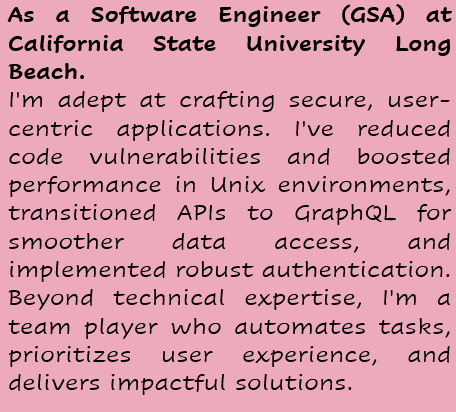 As a Software Engineer (GSA) at
California State University Long
Beach.
I'm adept at crafting secure, user-
centric applications. I've reduced
code vulnerabilities and boosted
performance in Unix environments,
transitioned APIs to GraphQL for
smoother data access, and
implemented robust authentication.
Beyond technical expertise, I'm a
team player who automates tasks,
prioritizes user experience, and
delivers impactful solutions.